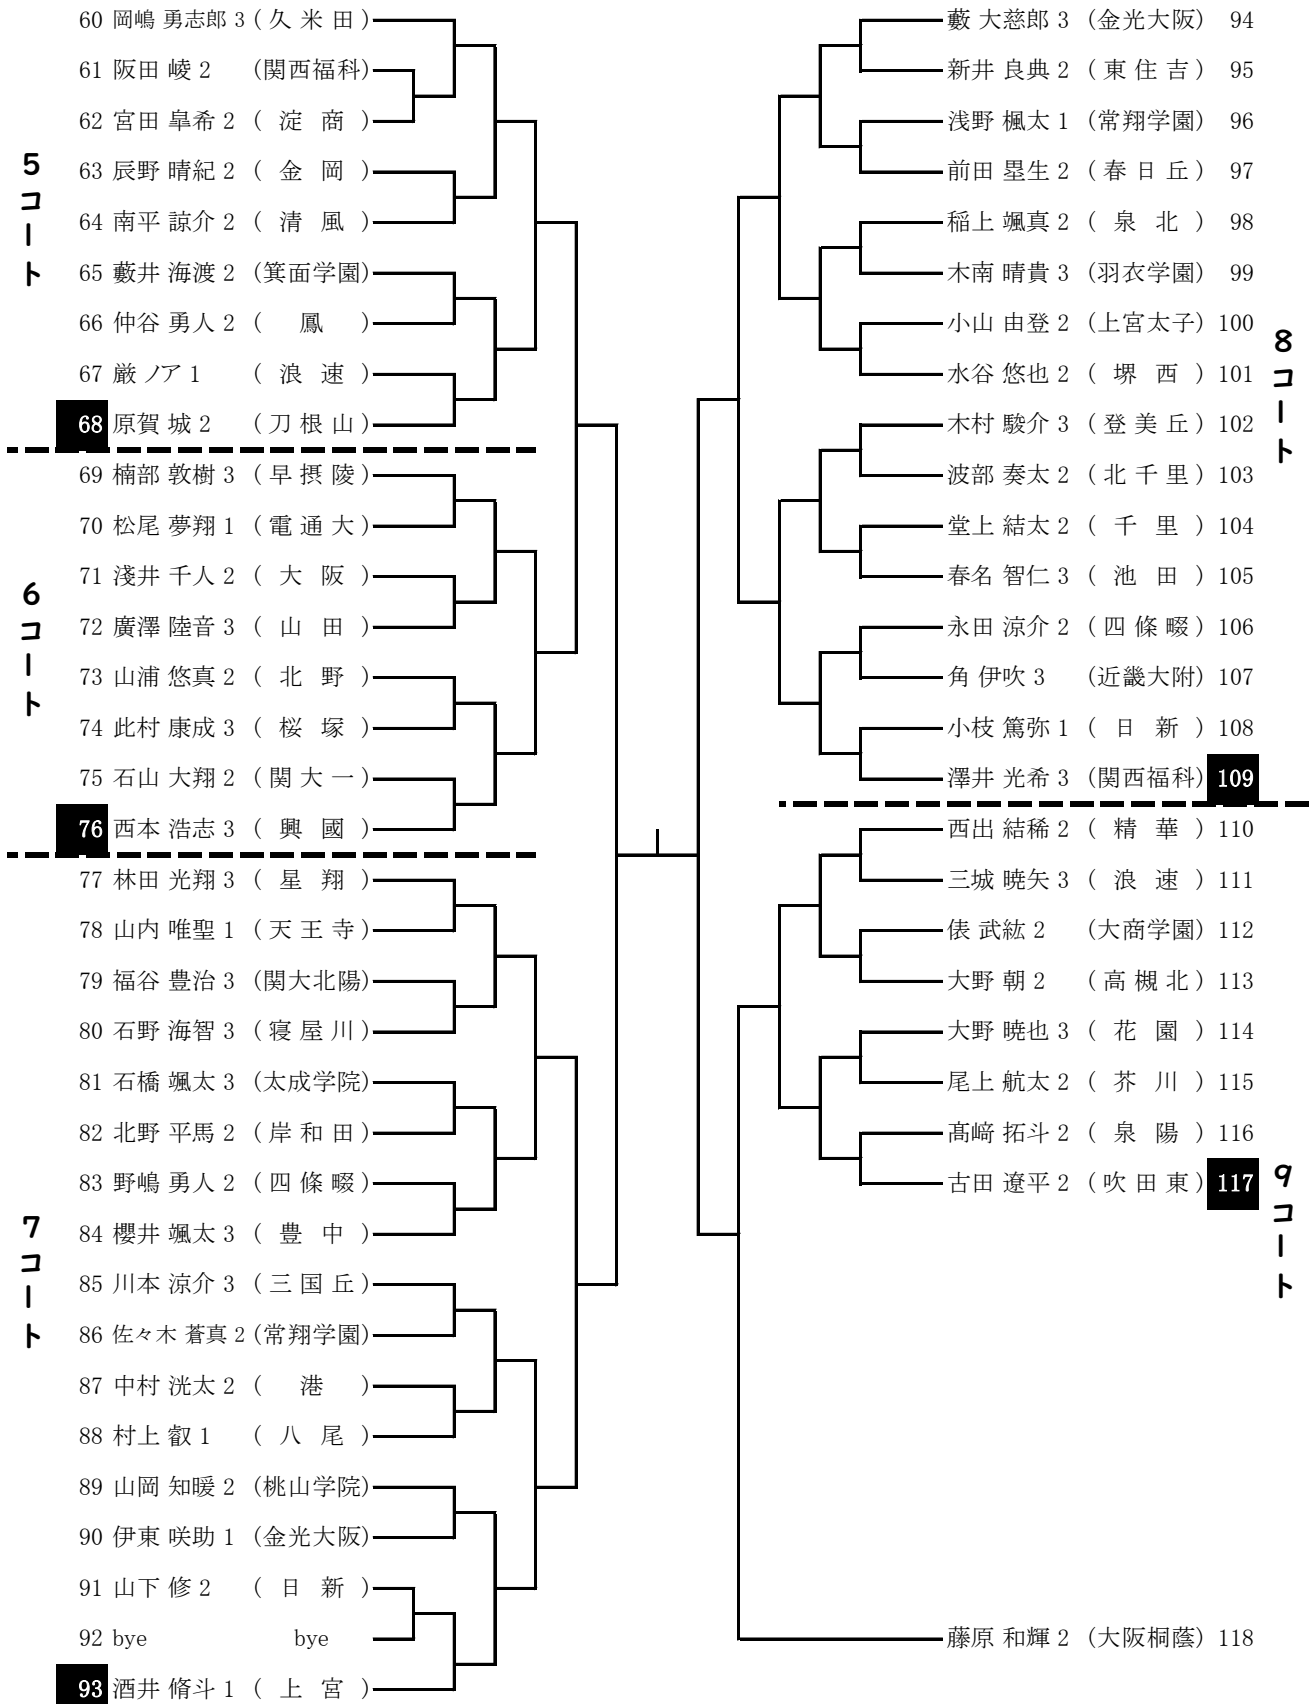 5コート
60 岡嶋 勇志郎 3 ( 久 米 田 )
61 阪田 崚 2 (関西福科)
62 宮田 皐希 2 ( 淀 商 )
63 辰野 晴紀 2 ( 金 岡 )
64 南平 諒介 2 ( 清 風 )
65 藪井 海渡 2 (箕面学園)
66 仲谷 勇人 2 ( 鳳 )
67 厳 ノア 1 ( 浪 速 )
68 原賀 城 2 ( 刀 根 山 )
6コート
69 楠部 敦樹 3 ( 早 摂 陵 )
70 松尾 夢翔 1 ( 電 通 大 )
71 淺井 千人 2 ( 大 阪 )
72 廣澤 陸音 3 ( 山 田 )
73 山浦 悠真 2 ( 北 野 )
74 此村 康成 3 ( 桜 塚 )
75 石山 大翔 2 ( 関 大 一 )
76 西本 浩志 3 ( 興 國 )
7コート
77 林田 光翔 3 ( 星 翔 )
78 山内 唯聖 1 ( 天 王 寺 )
79 福谷 豊治 3 (関大北陽)
80 石野 海智 3 ( 寝 屋 川 )
81 石橋 颯太 3 (太成学院)
82 北野 平馬 2 ( 岸 和 田 )
83 野嶋 勇人 2 ( 四 條 畷 )
84 櫻井 颯太 3 ( 豊 中 )
85 川本 涼介 3 ( 三 国 丘 )
86 佐々木 蒼真 2 (常翔学園)
87 中村 洸太 2 ( 港 )
88 村上 叡 1 ( 八 尾 )
89 山岡 知暖 2 (桃山学院)
90 伊東 咲助 1 (金光大阪)
91 山下 修 2 ( 日 新 )
92 bye bye
93 酒井 脩斗 1 ( 上 宮 )
8コート
藪 大慈郎 3 (金光大阪) 94
新井 良典 2 ( 東 住 吉 ) 95
浅野 楓太 1 (常翔学園) 96
前田 塁生 2 ( 春 日 丘 ) 97
稲上 颯真 2 ( 泉 北 ) 98
木南 晴貴 3 (羽衣学園) 99
小山 由登 2 (上宮太子) 100
水谷 悠也 2 ( 堺 西 ) 101
木村 駿介 3 ( 登 美 丘 ) 102
波部 奏太 2 ( 北 千 里 ) 103
堂上 結太 2 ( 千 里 ) 104
春名 智仁 3 ( 池 田 ) 105
永田 涼介 2 ( 四 條 畷 ) 106
角 伊吹 3 (近畿大附) 107
小枝 篤弥 1 ( 日 新 ) 108
澤井 光希 3 (関西福科) 109
9コート
西出 結稀 2 ( 精 華 ) 110
三城 暁矢 3 ( 浪 速 ) 111
俵 武紘 2 (大商学園) 112
大野 朝 2 ( 高 槻 北 ) 113
大野 暁也 3 ( 花 園 ) 114
尾上 航太 2 ( 芥 川 ) 115
髙﨑 拓斗 2 ( 泉 陽 ) 116
古田 遼平 2 ( 吹 田 東 ) 117
藤原 和輝 2 (大阪桐蔭) 118